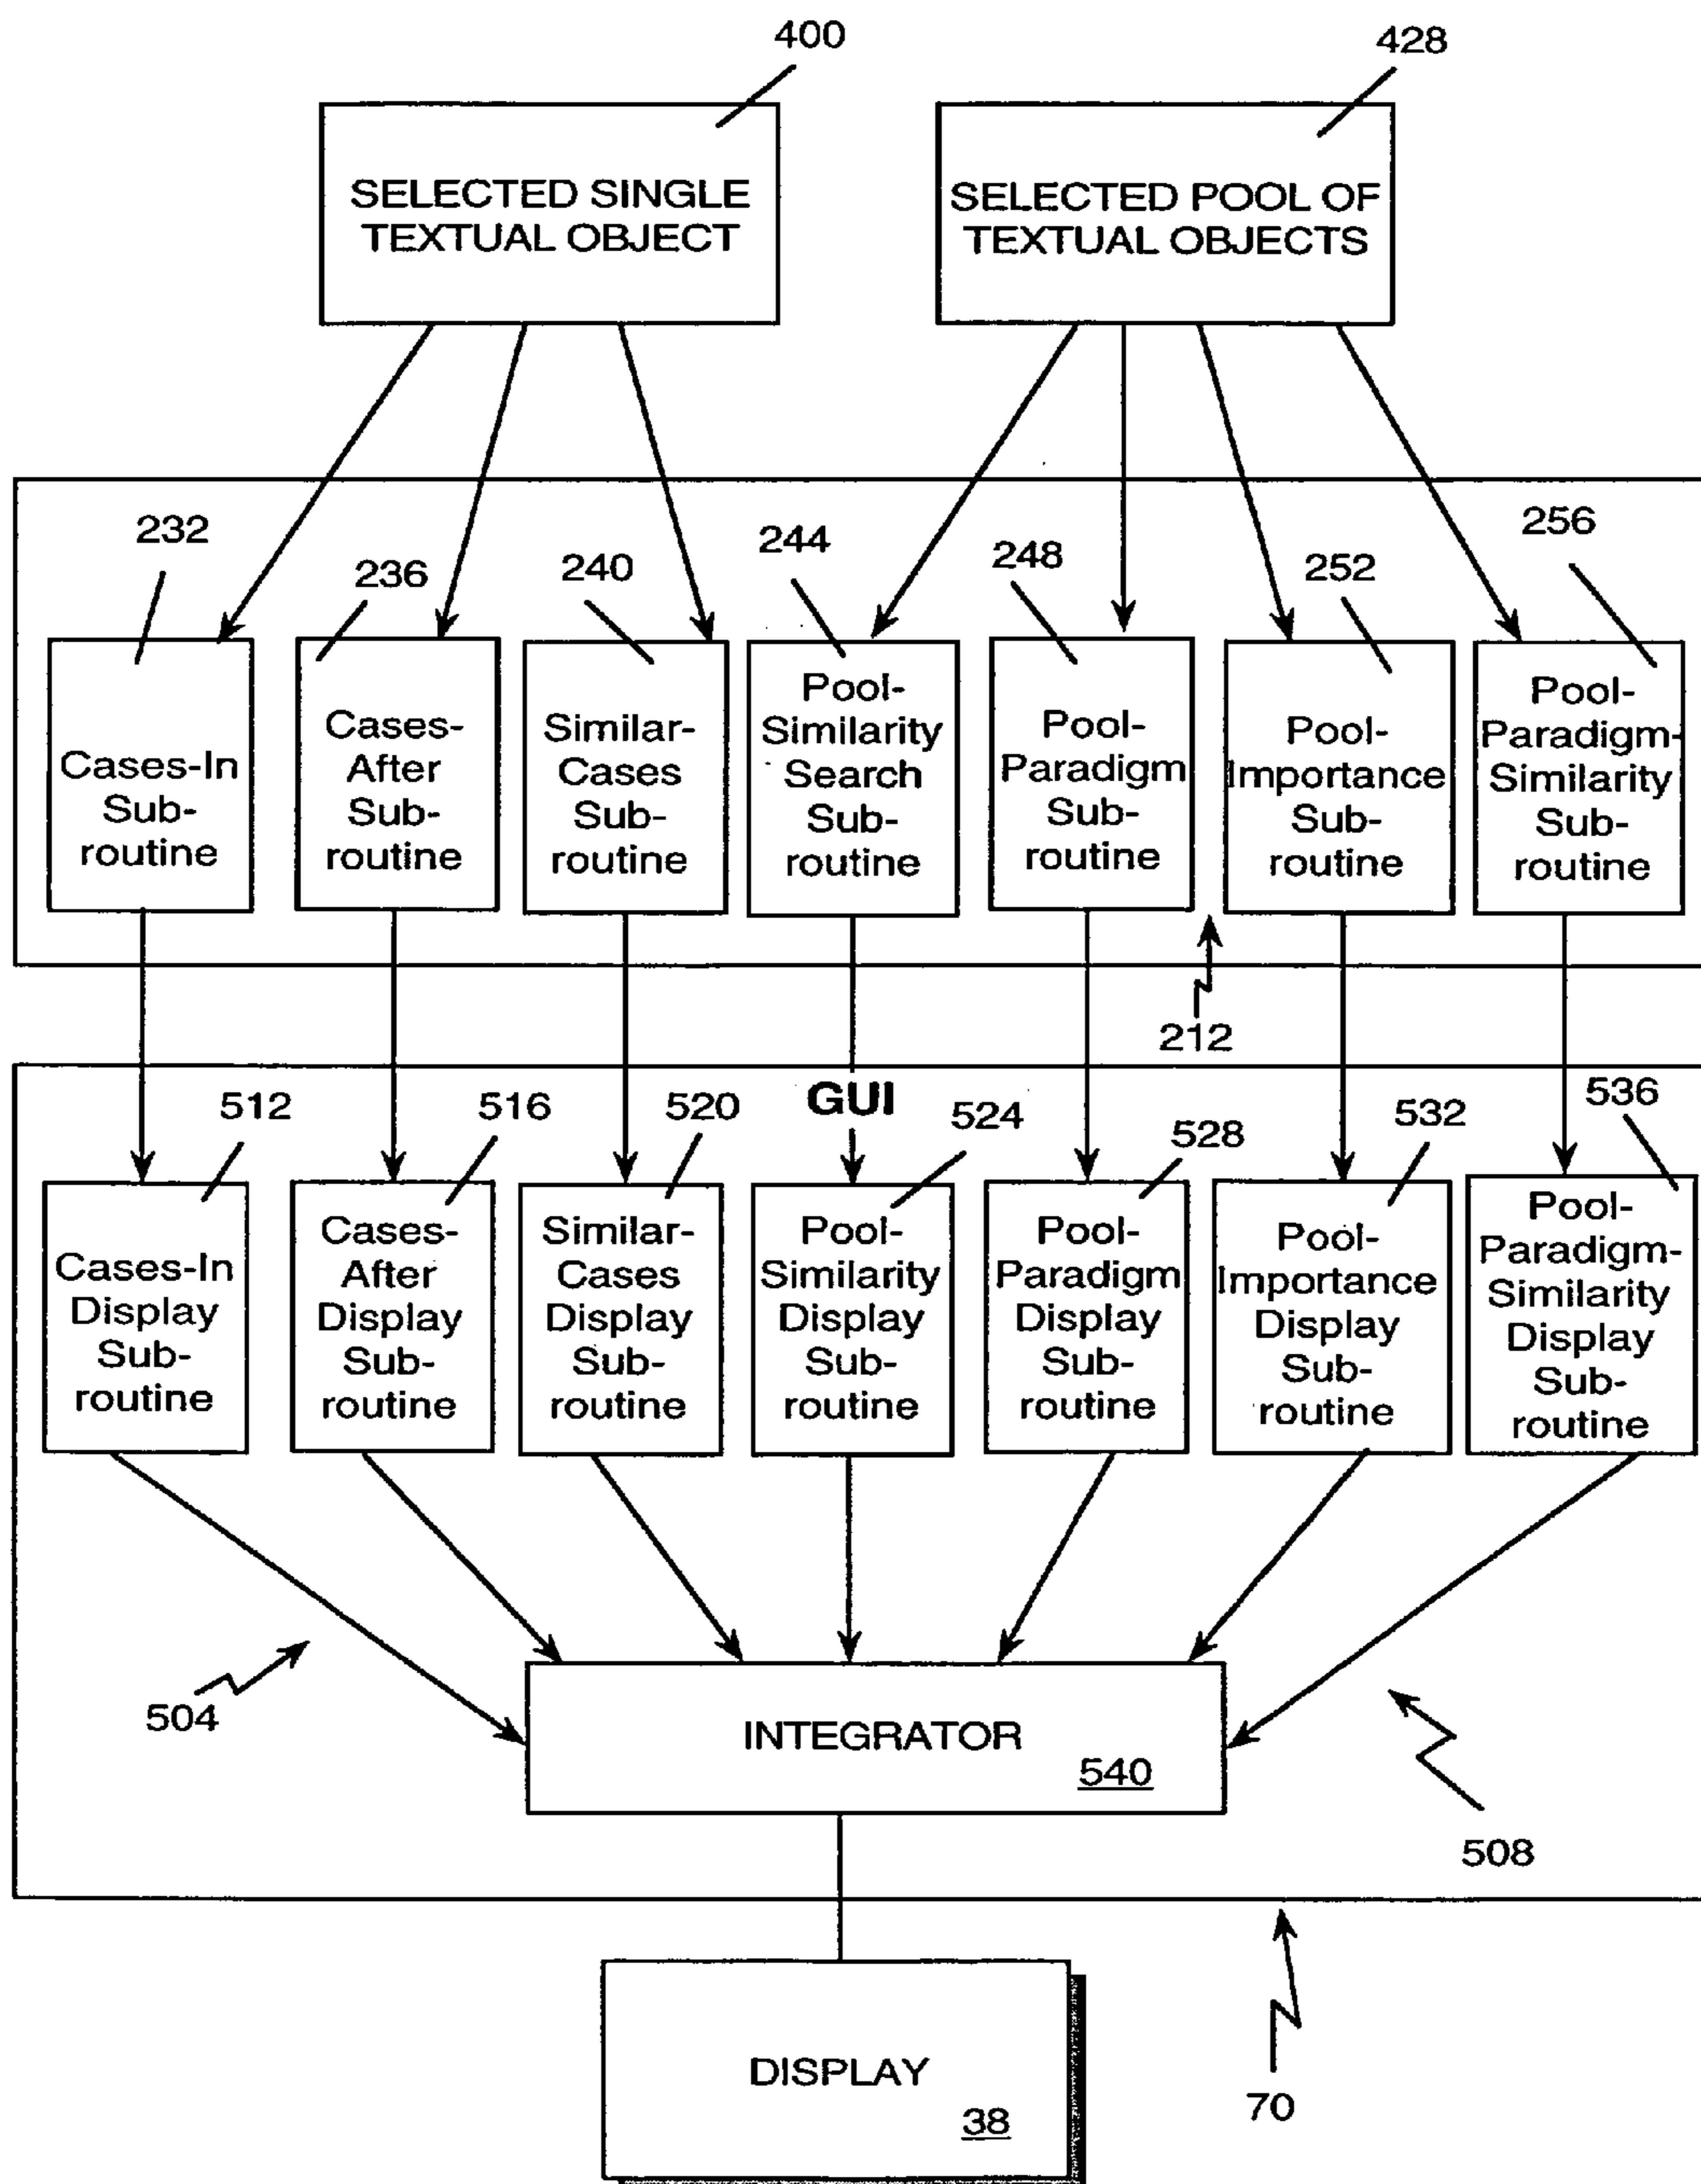 400
428
SELECTED SINGLE
TEXTUAL OBJECT
SELECTED POOL OF
TEXTUAL OBJECTS
232
236
240
244
248
252
256
Cases-In
Sub-
routine
Cases-
After
Sub-
routine
Similar-
Cases
Sub-
routine
Pool-
Similarity
Search
Sub-
routine
Pool-
Paradigm
Sub-
routine
Pool-
Importance
Sub-
routine
Pool-
Paradigm-
Similarity
Sub-
routine
212
GUI
512
516
520
524
528
532
536
Cases-In
Display
Sub-
routine
Cases-
After
Display
Sub-
routine
Similar-
Cases
Display
Sub-
routine
Pool-
Similarity
Display
Sub-
routine
Pool-
Paradigm
Display
Sub-
routine
Pool-
Importance
Display
Sub-
routine
Pool-
Paradigm-
Similarity
Display
Sub-
routine
504
INTEGRATOR
540
508
DISPLAY
38
70